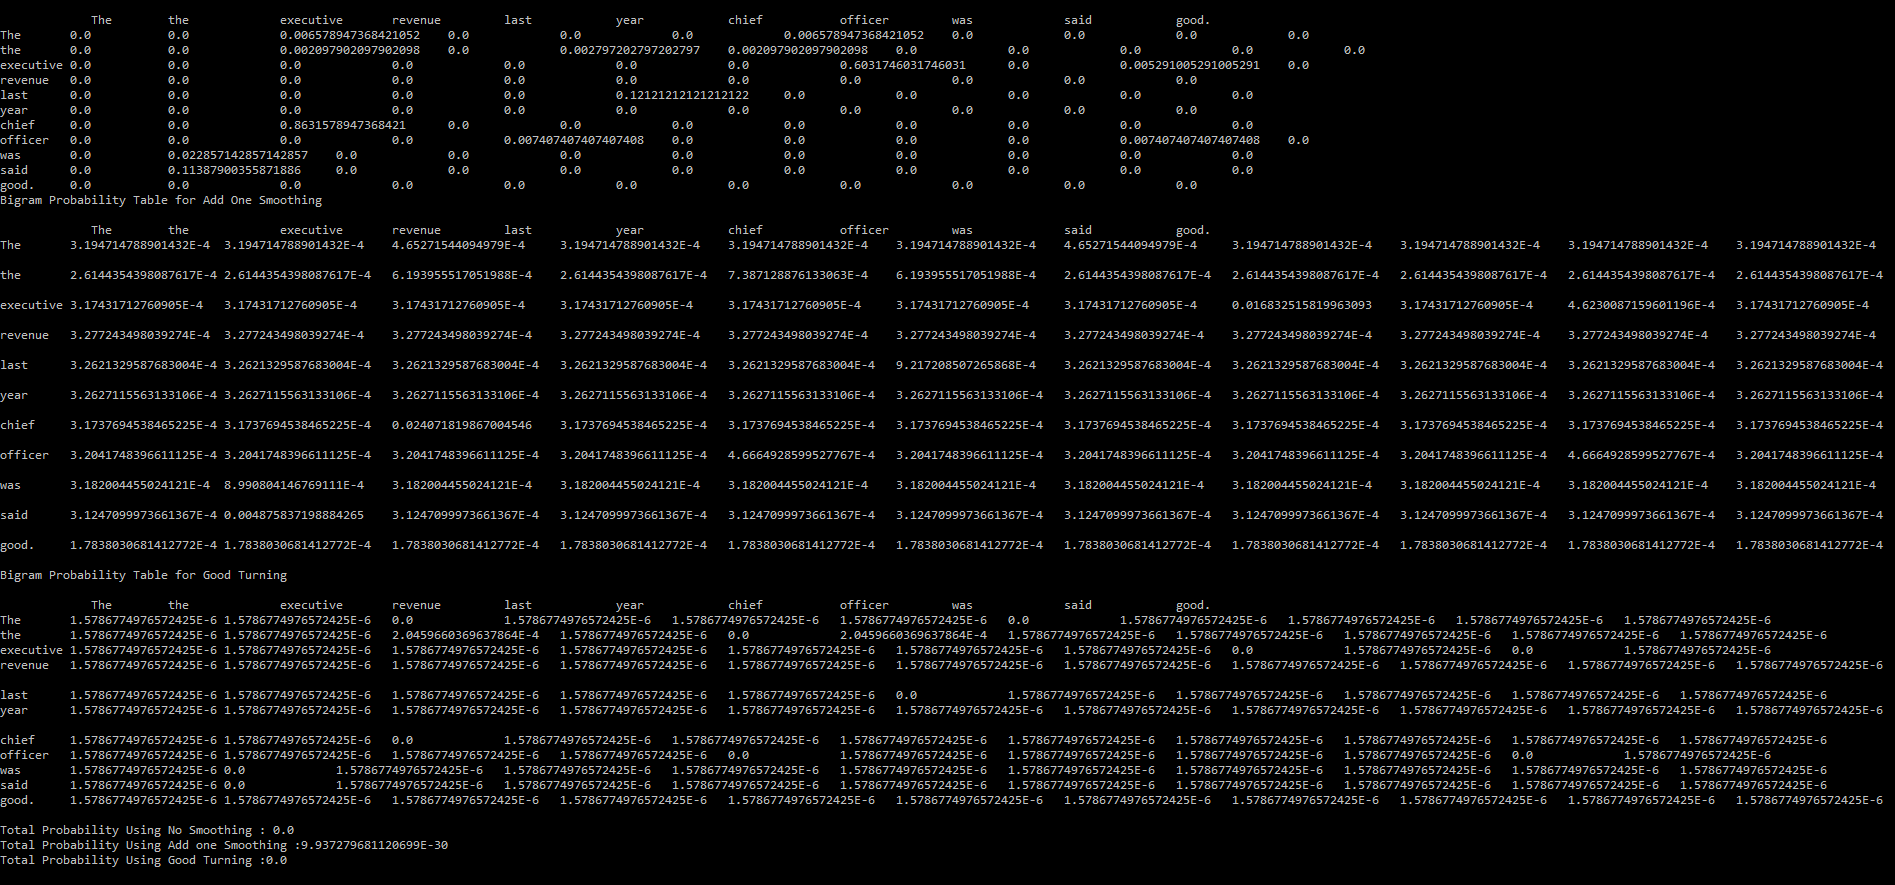 The the executive revenue last year chief officer was said good.
The 0.0 0.0 0.006578947368421052 0.0 0.0 0.0 0.006578947368421052 0.0 0.0 0.0 0.0
the 0.0 0.0 0.002097902097902098 0.0 0.002797202797202797 0.002097902097902098 0.0 0.0 0.0 0.0 0.0
executive 0.0 0.0 0.0 0.0 0.0 0.0 0.0 0.6031746031746031 0.0 0.005291005291005291 0.0
revenue 0.0 0.0 0.0 0.0 0.0 0.0 0.0 0.0 0.0 0.0 0.0
last 0.0 0.0 0.0 0.0 0.0 0.12121212121212122 0.0 0.0 0.0 0.0 0.0
year 0.0 0.0 0.0 0.0 0.0 0.0 0.0 0.0 0.0 0.0 0.0
chief 0.0 0.0 0.8631578947368421 0.0 0.0 0.0 0.0 0.0 0.0 0.0 0.0
officer 0.0 0.0 0.0 0.0 0.007407407407407408 0.0 0.0 0.0 0.0 0.007407407407407408 0.0
was 0.0 0.022857142857142857 0.0 0.0 0.0 0.0 0.0 0.0 0.0 0.0 0.0
said 0.0 0.11387900355871886 0.0 0.0 0.0 0.0 0.0 0.0 0.0 0.0 0.0
good. 0.0 0.0 0.0 0.0 0.0 0.0 0.0 0.0 0.0 0.0 0.0
Bigram Probability Table for Add One Smoothing
The the executive revenue last year chief officer was said good.
The 3.194714788901432E-4 3.194714788901432E-4 4.65271544094979E-4 3.194714788901432E-4 3.194714788901432E-4 3.194714788901432E-4 4.65271544094979E-4 3.194714788901432E-4 3.194714788901432E-4 3.194714788901432E-4 3.194714788901432E-4
the 2.6144354398087617E-4 2.6144354398087617E-4 6.193955517051988E-4 2.6144354398087617E-4 7.387128876133063E-4 6.193955517051988E-4 2.6144354398087617E-4 2.6144354398087617E-4 2.6144354398087617E-4 2.6144354398087617E-4 2.6144354398087617E-4
executive 3.17431712760905E-4 3.17431712760905E-4 3.17431712760905E-4 3.17431712760905E-4 3.17431712760905E-4 3.17431712760905E-4 3.17431712760905E-4 0.016832515819963093 3.17431712760905E-4 4.6230087159601196E-4 3.17431712760905E-4
revenue 3.277243498039274E-4 3.277243498039274E-4 3.277243498039274E-4 3.277243498039274E-4 3.277243498039274E-4 3.277243498039274E-4 3.277243498039274E-4 3.277243498039274E-4 3.277243498039274E-4 3.277243498039274E-4 3.277243498039274E-4
last 3.2621329587683004E-4 3.2621329587683004E-4 3.2621329587683004E-4 3.2621329587683004E-4 3.2621329587683004E-4 9.217208507265868E-4 3.2621329587683004E-4 3.2621329587683004E-4 3.2621329587683004E-4 3.2621329587683004E-4 3.2621329587683004E-4
year 3.2627115563133106E-4 3.2627115563133106E-4 3.2627115563133106E-4 3.2627115563133106E-4 3.2627115563133106E-4 3.2627115563133106E-4 3.2627115563133106E-4 3.2627115563133106E-4 3.2627115563133106E-4 3.2627115563133106E-4 3.2627115563133106E-4
chief 3.1737694538465225E-4 3.1737694538465225E-4 0.024071819867004546 3.1737694538465225E-4 3.1737694538465225E-4 3.1737694538465225E-4 3.1737694538465225E-4 3.1737694538465225E-4 3.1737694538465225E-4 3.1737694538465225E-4 3.1737694538465225E-4
officer 3.2041748396611125E-4 3.2041748396611125E-4 3.2041748396611125E-4 3.2041748396611125E-4 4.6664928599527767E-4 3.2041748396611125E-4 3.2041748396611125E-4 3.2041748396611125E-4 3.2041748396611125E-4 4.6664928599527767E-4 3.2041748396611125E-4
was 3.182004455024121E-4 8.990804146769111E-4 3.182004455024121E-4 3.182004455024121E-4 3.182004455024121E-4 3.182004455024121E-4 3.182004455024121E-4 3.182004455024121E-4 3.182004455024121E-4 3.182004455024121E-4 3.182004455024121E-4
said 3.1247099973661367E-4 0.004875837198884265 3.1247099973661367E-4 3.1247099973661367E-4 3.1247099973661367E-4 3.1247099973661367E-4 3.1247099973661367E-4 3.1247099973661367E-4 3.1247099973661367E-4 3.1247099973661367E-4 3.1247099973661367E-4
good. 1.7838030681412772E-4 1.7838030681412772E-4 1.7838030681412772E-4 1.7838030681412772E-4 1.7838030681412772E-4 1.7838030681412772E-4 1.7838030681412772E-4 1.7838030681412772E-4 1.7838030681412772E-4 1.7838030681412772E-4 1.7838030681412772E-4
Bigram Probability Table for Good Turning
The the executive revenue last year chief officer was said good.
The 1.5786774976572425E-6 1.5786774976572425E-6 0.0 1.5786774976572425E-6 1.5786774976572425E-6 1.5786774976572425E-6 0.0 1.5786774976572425E-6 1.5786774976572425E-6 1.5786774976572425E-6 1.5786774976572425E-6
the 1.5786774976572425E-6 1.5786774976572425E-6 2.0459660369637864E-4 1.5786774976572425E-6 0.0 2.0459660369637864E-4 1.5786774976572425E-6 1.5786774976572425E-6 1.5786774976572425E-6 1.5786774976572425E-6 1.5786774976572425E-6
executive 1.5786774976572425E-6 1.5786774976572425E-6 1.5786774976572425E-6 1.5786774976572425E-6 1.5786774976572425E-6 1.5786774976572425E-6 1.5786774976572425E-6 0.0 1.5786774976572425E-6 0.0 1.5786774976572425E-6
revenue 1.5786774976572425E-6 1.5786774976572425E-6 1.5786774976572425E-6 1.5786774976572425E-6 1.5786774976572425E-6 1.5786774976572425E-6 1.5786774976572425E-6 1.5786774976572425E-6 1.5786774976572425E-6 1.5786774976572425E-6 1.5786774976572425E-6
last 1.5786774976572425E-6 1.5786774976572425E-6 1.5786774976572425E-6 1.5786774976572425E-6 1.5786774976572425E-6 0.0 1.5786774976572425E-6 1.5786774976572425E-6 1.5786774976572425E-6 1.5786774976572425E-6 1.5786774976572425E-6
year 1.5786774976572425E-6 1.5786774976572425E-6 1.5786774976572425E-6 1.5786774976572425E-6 1.5786774976572425E-6 1.5786774976572425E-6 1.5786774976572425E-6 1.5786774976572425E-6 1.5786774976572425E-6 1.5786774976572425E-6 1.5786774976572425E-6
chief 1.5786774976572425E-6 1.5786774976572425E-6 0.0 1.5786774976572425E-6 1.5786774976572425E-6 1.5786774976572425E-6 1.5786774976572425E-6 1.5786774976572425E-6 1.5786774976572425E-6 1.5786774976572425E-6 1.5786774976572425E-6
officer 1.5786774976572425E-6 1.5786774976572425E-6 1.5786774976572425E-6 1.5786774976572425E-6 0.0 1.5786774976572425E-6 1.5786774976572425E-6 1.5786774976572425E-6 1.5786774976572425E-6 0.0 1.5786774976572425E-6
was 1.5786774976572425E-6 0.0 1.5786774976572425E-6 1.5786774976572425E-6 1.5786774976572425E-6 1.5786774976572425E-6 1.5786774976572425E-6 1.5786774976572425E-6 1.5786774976572425E-6 1.5786774976572425E-6 1.5786774976572425E-6
said 1.5786774976572425E-6 0.0 1.5786774976572425E-6 1.5786774976572425E-6 1.5786774976572425E-6 1.5786774976572425E-6 1.5786774976572425E-6 1.5786774976572425E-6 1.5786774976572425E-6 1.5786774976572425E-6 1.5786774976572425E-6
good. 1.5786774976572425E-6 1.5786774976572425E-6 1.5786774976572425E-6 1.5786774976572425E-6 1.5786774976572425E-6 1.5786774976572425E-6 1.5786774976572425E-6 1.5786774976572425E-6 1.5786774976572425E-6 1.5786774976572425E-6 1.5786774976572425E-6
Total Probability Using No Smoothing : 0.0
Total Probability Using Add one Smoothing :9.937279681120699E-30
Total Probability Using Good Turning :0.0